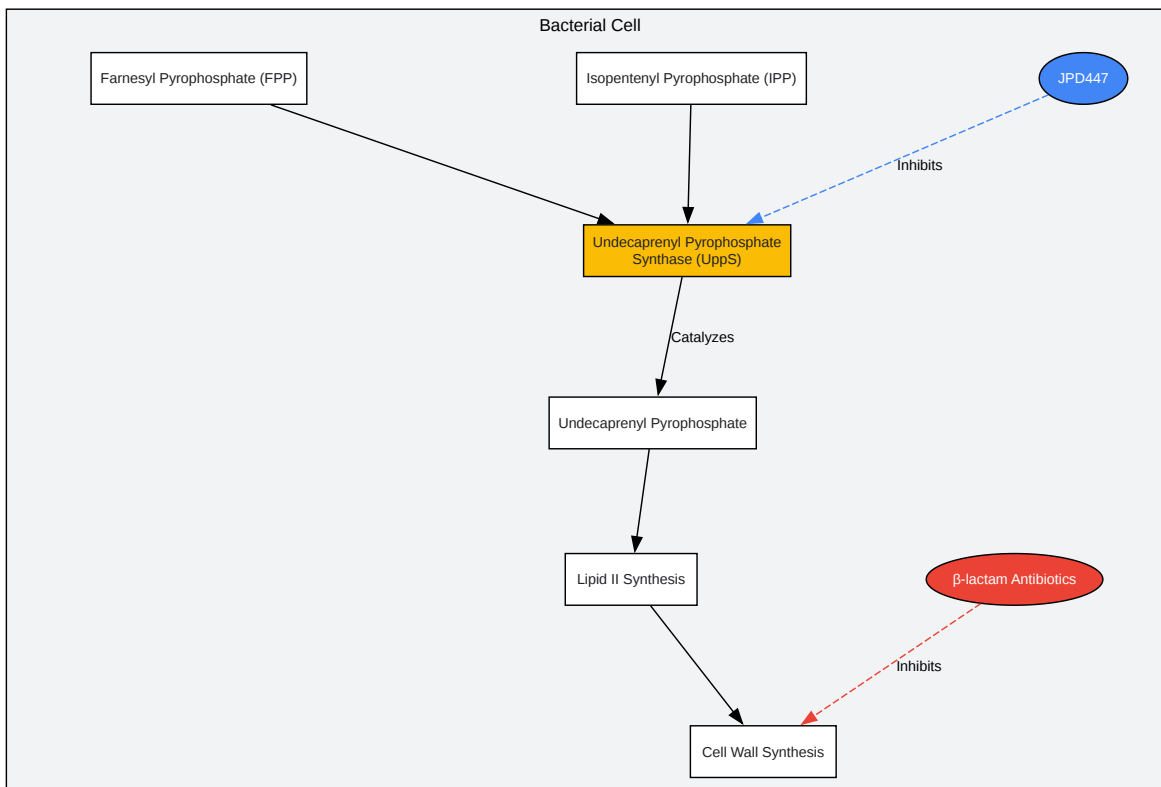 Bacterial Cell
Farnesyl Pyrophosphate (FPP)
Isopentenyl Pyrophosphate (IPP)
JPD447
Inhibits
Undecaprenyl Pyrophosphate
Synthase (UppS)
Catalyzes
Undecaprenyl Pyrophosphate
Lipid II Synthesis
β-lactam Antibiotics
Inhibits
Cell Wall Synthesis